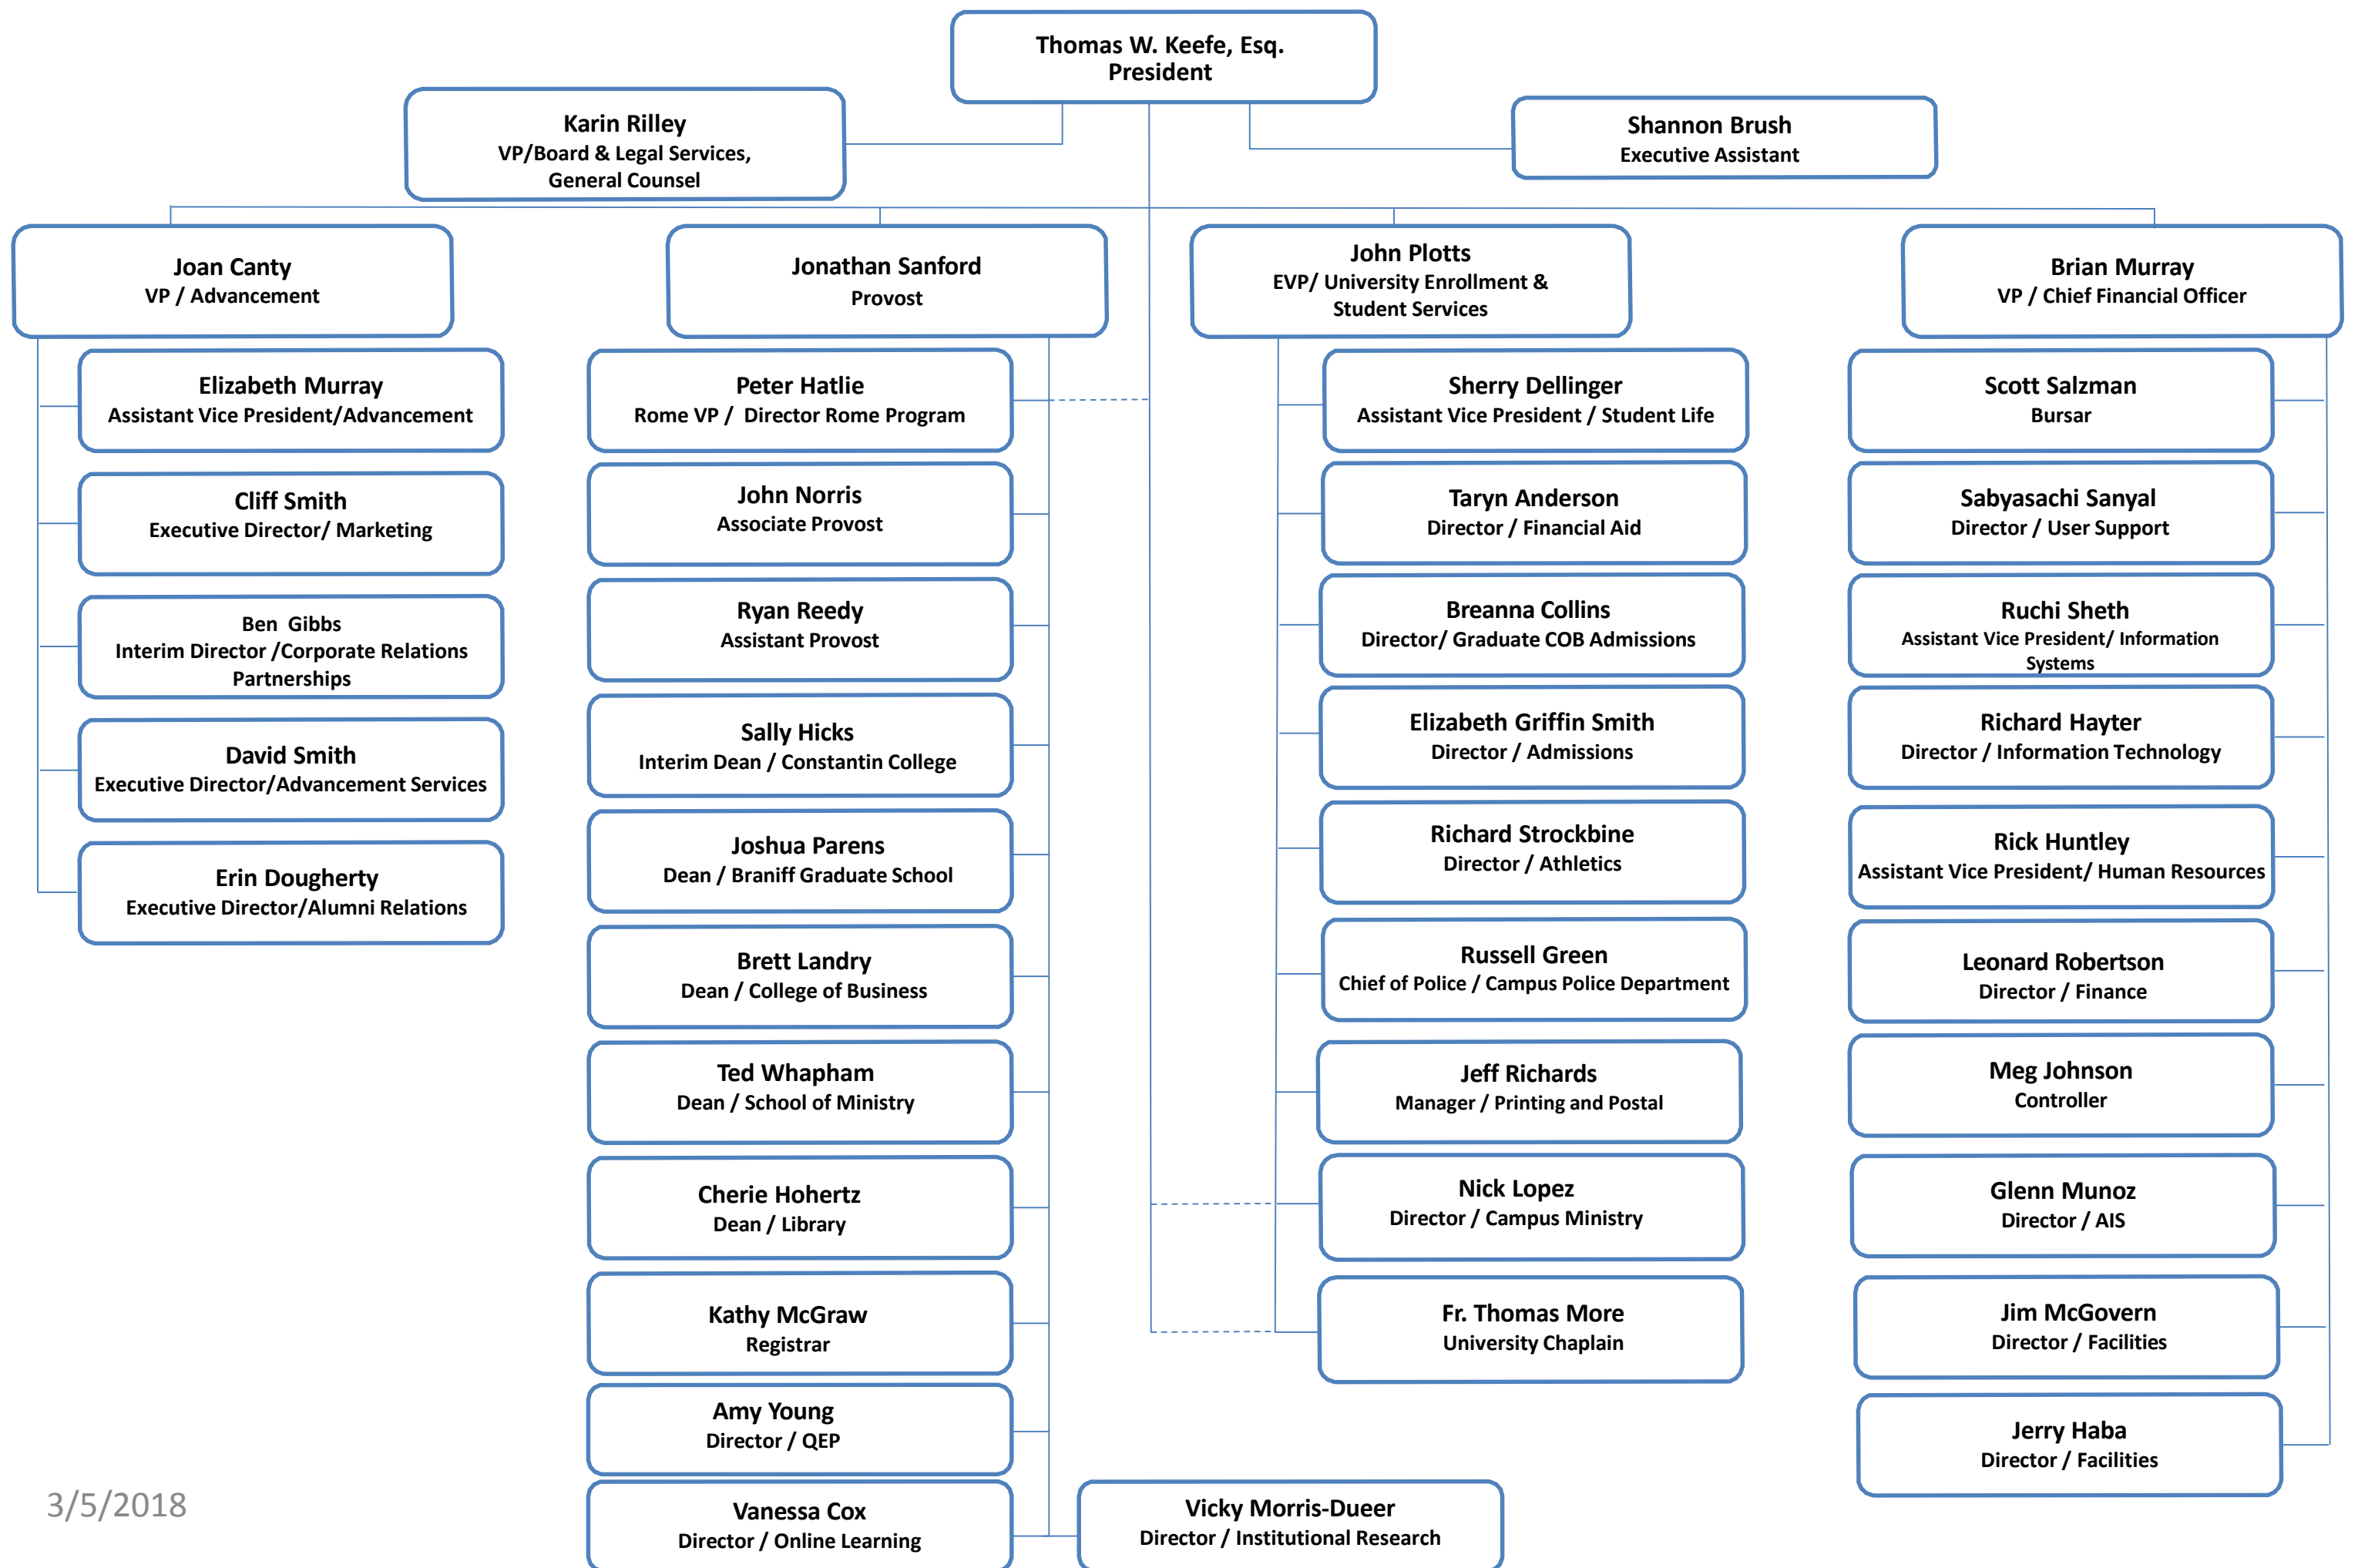 Thomas W. Keefe, Esq.
President
Karin Rilley
VP/Board & Legal Services,
General Counsel
Shannon Brush
Executive Assistant
Joan Canty
VP / Advancement
Jonathan Sanford
Provost
John Plotts
EVP/ University Enrollment &
Student Services
Brian Murray
VP / Chief Financial Officer
Elizabeth Murray
Assistant Vice President/Advancement
Cliff Smith
Executive Director/ Marketing
Ben Gibbs
Interim Director /Corporate Relations
Partnerships
David Smith
Executive Director/Advancement Services
Erin Dougherty
Executive Director/Alumni Relations
Peter Hatlie
Rome VP / Director Rome Program
John Norris
Associate Provost
Ryan Reedy
Assistant Provost
Sally Hicks
Interim Dean / Constantin College
Joshua Parens
Dean / Braniff Graduate School
Brett Landry
Dean / College of Business
Ted Whapham
Dean / School of Ministry
Cherie Hohertz
Dean / Library
Kathy McGraw
Registrar
Amy Young
Director / QEP
Vanessa Cox
Director / Online Learning
Vicky Morris-Dueer
Director / Institutional Research
Sherry Dellinger
Assistant Vice President / Student Life
Taryn Anderson
Director / Financial Aid
Breanna Collins
Director/ Graduate COB Admissions
Elizabeth Griffin Smith
Director / Admissions
Richard Strockbine
Director / Athletics
Russell Green
Chief of Police / Campus Police Department
Jeff Richards
Manager / Printing and Postal
Nick Lopez
Director / Campus Ministry
Fr. Thomas More
University Chaplain
Scott Salzman
Bursar
Sabyasachi Sanyal
Director / User Support
Ruchi Sheth
Assistant Vice President/ Information
Systems
Richard Hayter
Director / Information Technology
Rick Huntley
Assistant Vice President/ Human Resources
Leonard Robertson
Director / Finance
Meg Johnson
Controller
Glenn Munoz
Director / AIS
Jim McGovern
Director / Facilities
Jerry Haba
Director / Facilities
3/5/2018